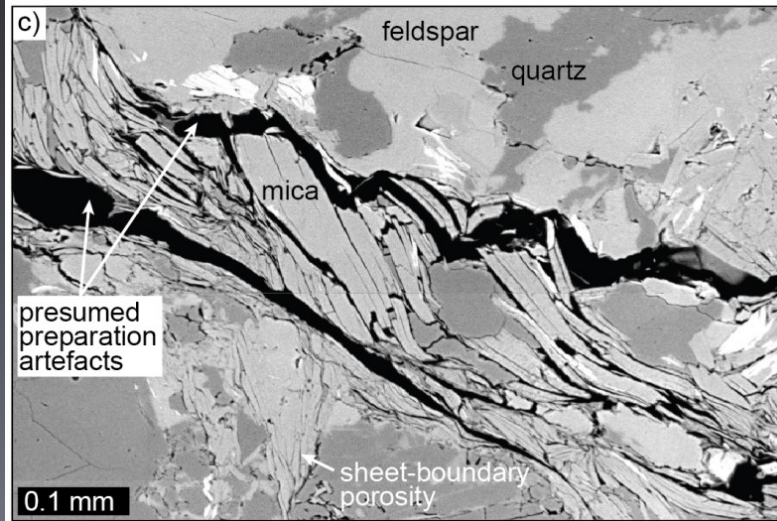 c)
feldspar
quartz
mica
presumed
preparation
artefacts
sheet-boundary
porosity
0.1 mm